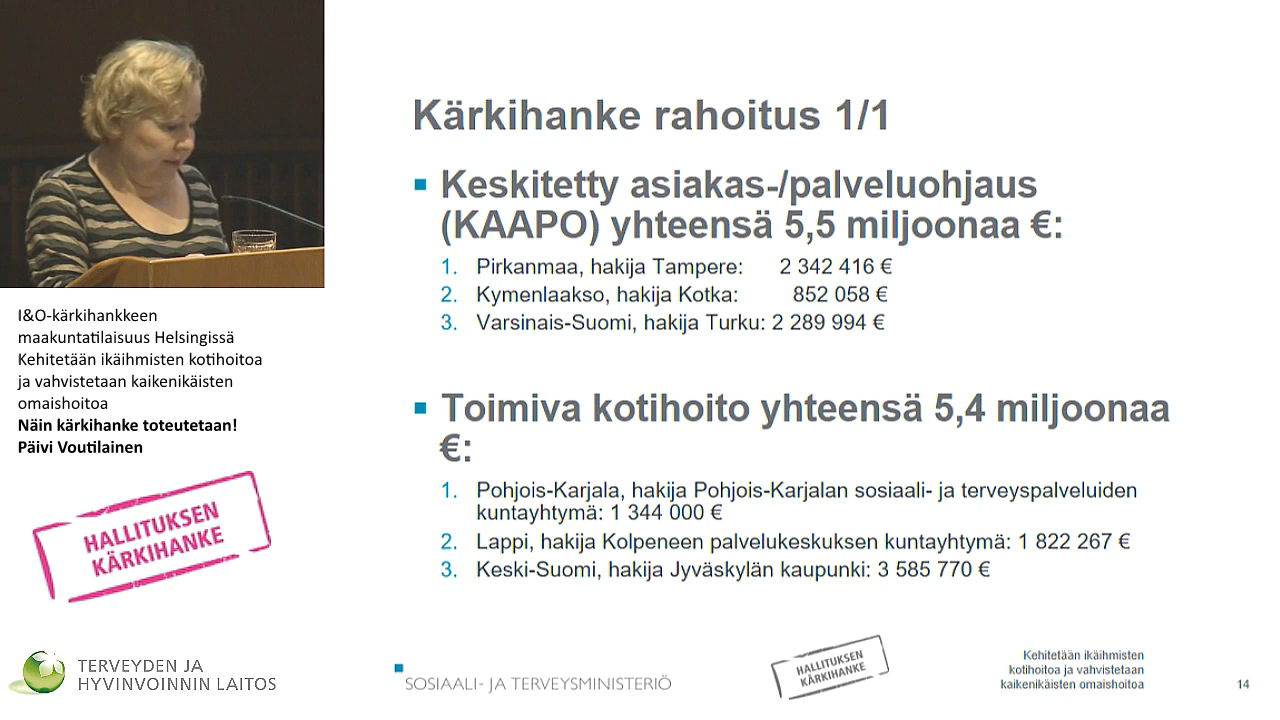 Kärkihanke rahoitus 1/1
Keskitetty asiakas-/palveluohjaus
(KAAPO) yhteensä 5,5 miljoonaa €:
1. Pirkanmaa, hakija Tampere: 2 342 416 €
2. Kymenlaakso, hakija Kotka: 852 058 €
3. Varsinais-Suomi, hakija Turku: 2 289 994 €
Toimiva kotihoito yhteensä 5,4 miljoonaa
€:
1. Pohjois-Karjala, hakija Pohjois-Karjalan sosiaali- ja terveyspalveluiden
kuntayhtymä: 1 344 000 €
2. Lappi, hakija Kolpeneen palvelukeskuksen kuntayhtymä: 1 822 267 €
3. Keski-Suomi, hakija Jyväskylän kaupunki: 3 585 770 €
I&O-kärkihankkeen
maakuntatilaisuus Helsingissä
Kehitetään ikäihmisten kotihoitoa
ja vahvistetaan kaikenikäisten
omaishoitoa
Näin kärkihanke toteutetaan!
Päivi Voutilainen
HALLITUKSEN
KÄRKIHANKE
TERVEYDEN JA
HYVINVOINNIN LAITOS
SOSIAALI- JA TERVEYSMINISTERIÖ
HALLITUKSEN
KÄRKIHANKE
Kehitetään ikäihmisten
kotihoitoa ja vahvistetaan
kaikenikäisten omaishoitoa
14